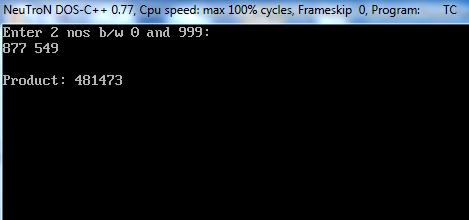 NeuTroN DOS-C++ 0.77, Cpu speed: max 100% cycles, Frameskip 0, Program: TC
Enter 2 nos b/w 0 and 999:
877 549
Product: 481473